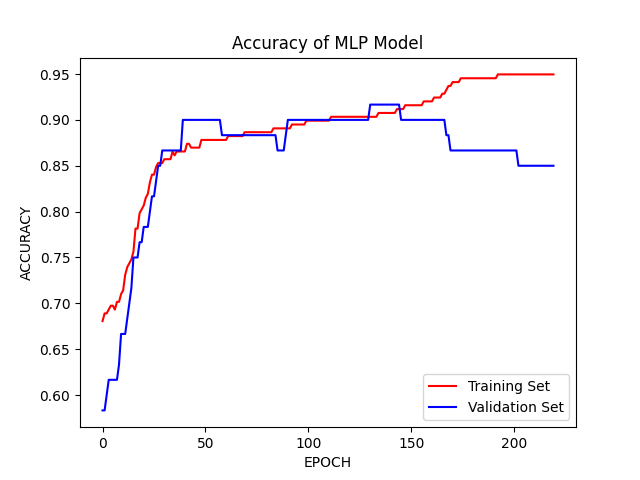 Accuracy of MLP Model
ACCURACY
0.95
0.90
0.85
0.80
0.75
0.70
0.65
0.60
0
50
100
150
200
EPOCH
Training Set
Validation Set